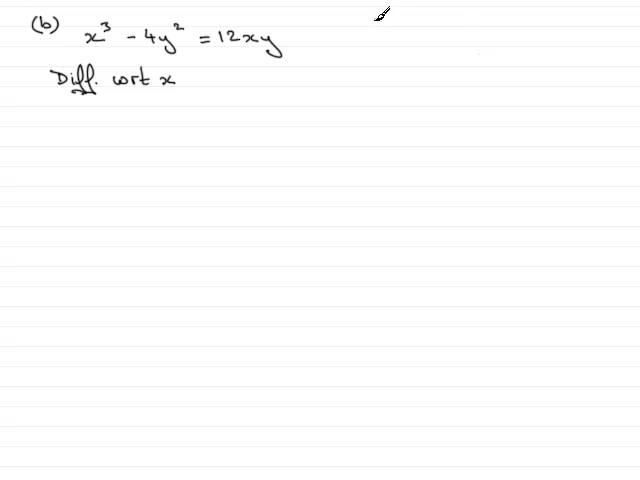 (b) x³ - 4y² = 12xy
Diff. wrt x